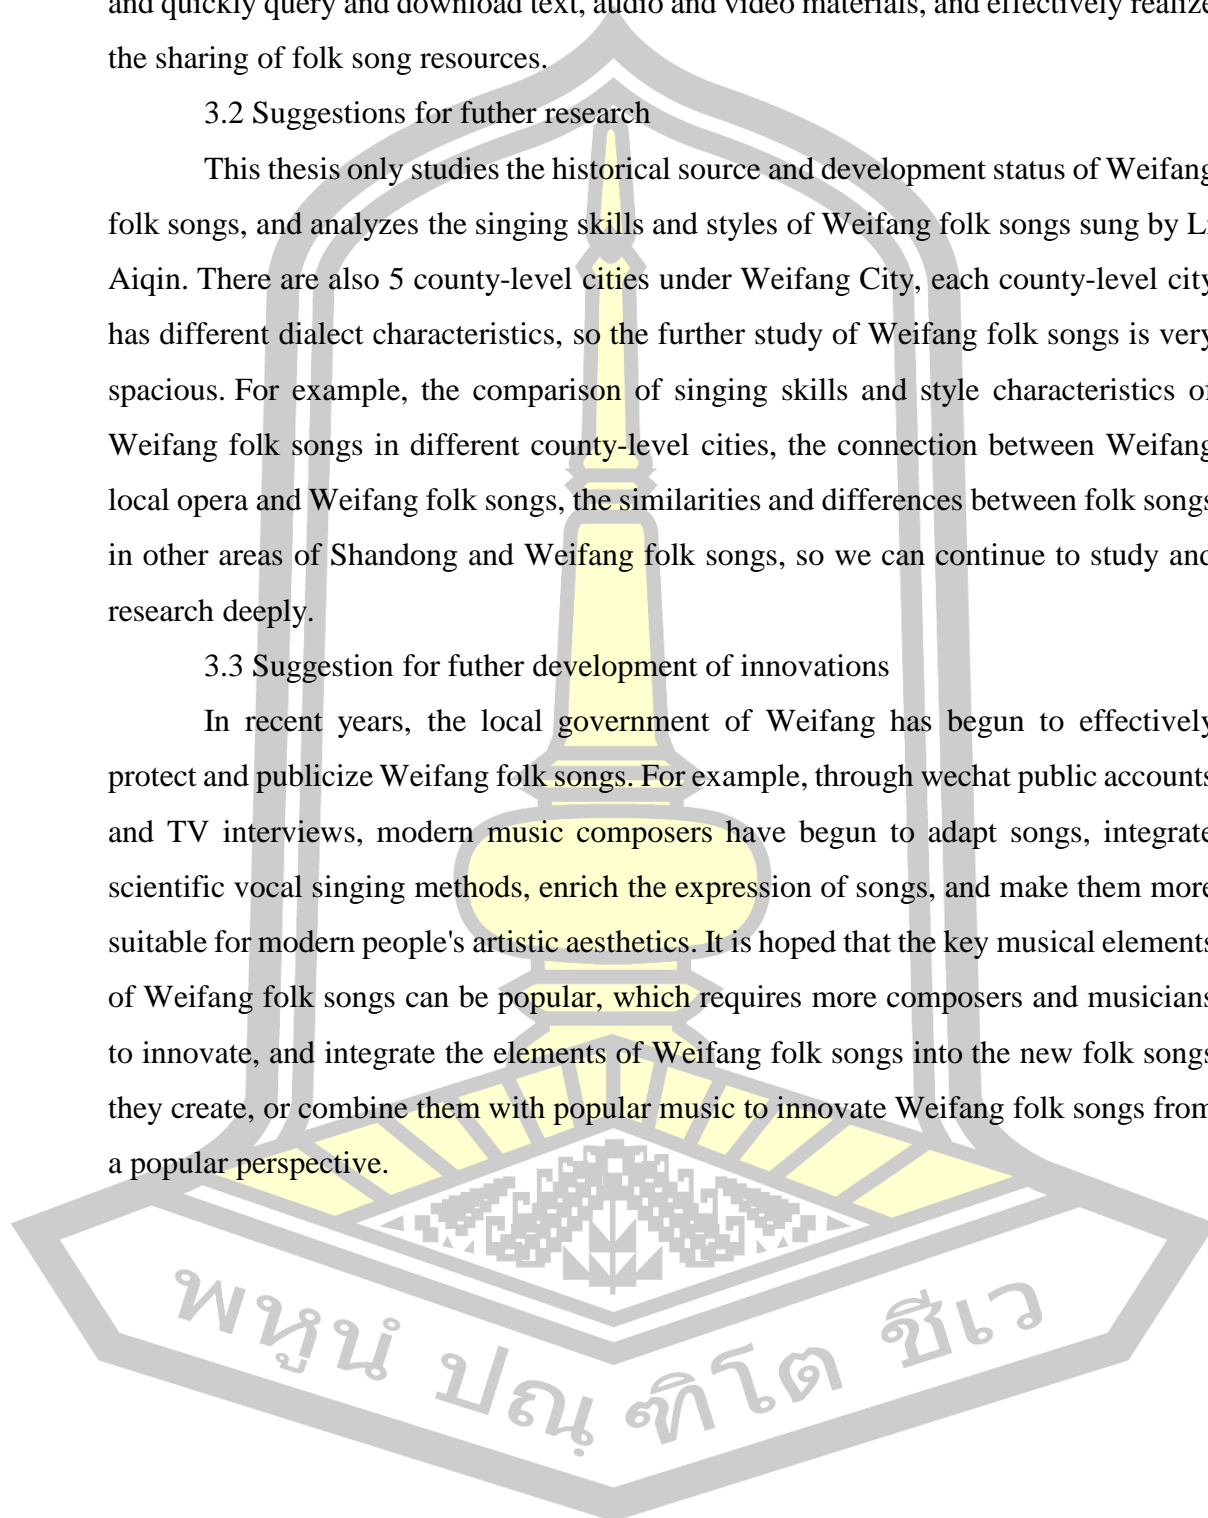 and quickly query and download text, audio and video materials, and effectively realize
the sharing of folk song resources.
3.2 Suggestions for futher research
This thesis only studies the historical source and development status of Weifang
folk songs, and analyzes the singing skills and styles of Weifang folk songs sung by Li
Aiqin. There are also 5 county-level cities under Weifang City, each county-level city
has different dialect characteristics, so the further study of Weifang folk songs is very
spacious. For example, the comparison of singing skills and style characteristics of
Weifang folk songs in different county-level cities, the connection between Weifang
local opera and Weifang folk songs, the similarities and differences between folk songs
in other areas of Shandong and Weifang folk songs, so we can continue to study and
research deeply.
3.3 Suggestion for futher development of innovations
In recent years, the local government of Weifang has begun to effectively
protect and publicize Weifang folk songs. For example, through wechat public accounts
and TV interviews, modern music composers have begun to adapt songs, integrate
scientific vocal singing methods, enrich the expression of songs, and make them more
suitable for modern people's artistic aesthetics. It is hoped that the key musical elements
of Weifang folk songs can be popular, which requires more composers and musicians
to innovate, and integrate the elements of Weifang folk songs into the new folk songs
they create, or combine them with popular music to innovate Weifang folk songs from
a popular perspective.
พหูนํ ปณฺฑิโต ชีเว